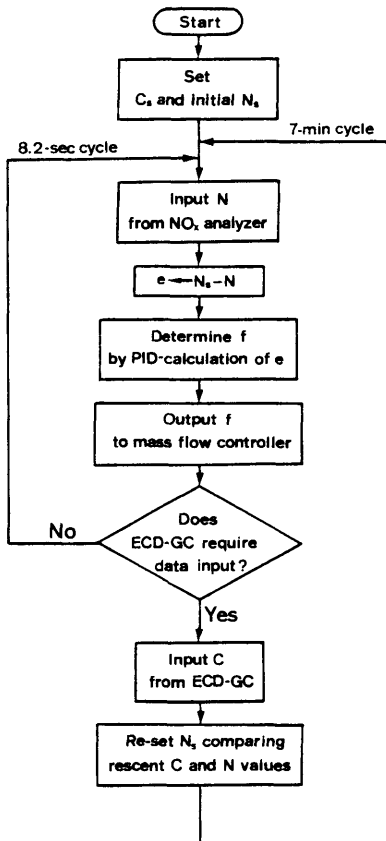 Start
Set
Cs and initial Ns
7-min cycle
8.2-sec cycle
Input N
from NOx analyzer
e ← Ns – N
Determine f
by PID-calculation of e
Output f
to mass flow controller
Does
ECD-GC require
data input?
No
Yes
Input C
from ECD-GC
Re-set Ns comparing
rescent C and N values